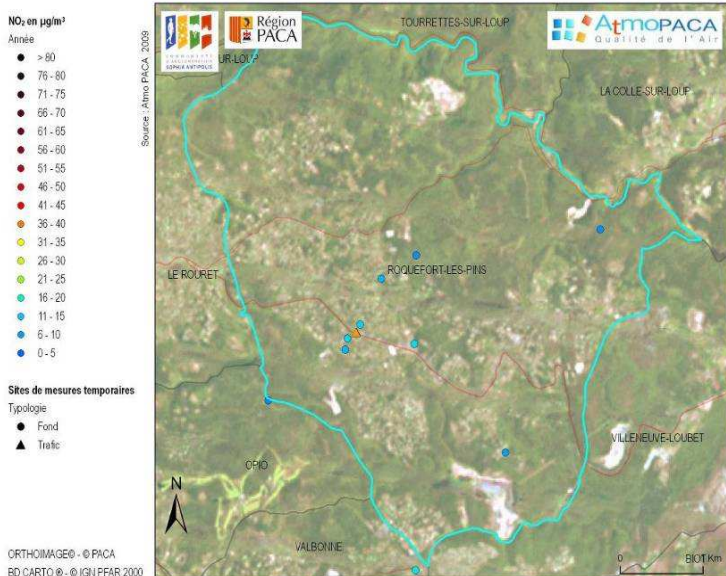 NO₂ en µg/m³
Année
> 80
76-80
71-75
66-70
61-65
56-60
51-55
46-50
41-45
36-40
31-35
26-30
21-25
16-20
11-15
6-10
0-5
Sites de mesures temporaires
Typologie
Fond
Trafic
ORTHOIMAGE© - © PACA
BD CARTO ® - © IGN PFAR 2000
Source : Atmo PACA 2009
Région
PACA
AtmoPACA
Qualité de l'Air
TOURRETTES-SUR-LOUP
SUR-LOUP
LA COLLE-SUR-LOUP
LE ROURET
ROQUEFORT-LES-PINS
VILLENEUVE-LOUBET
OPIO
N
VALBONNE
BIOT
0 1 Km